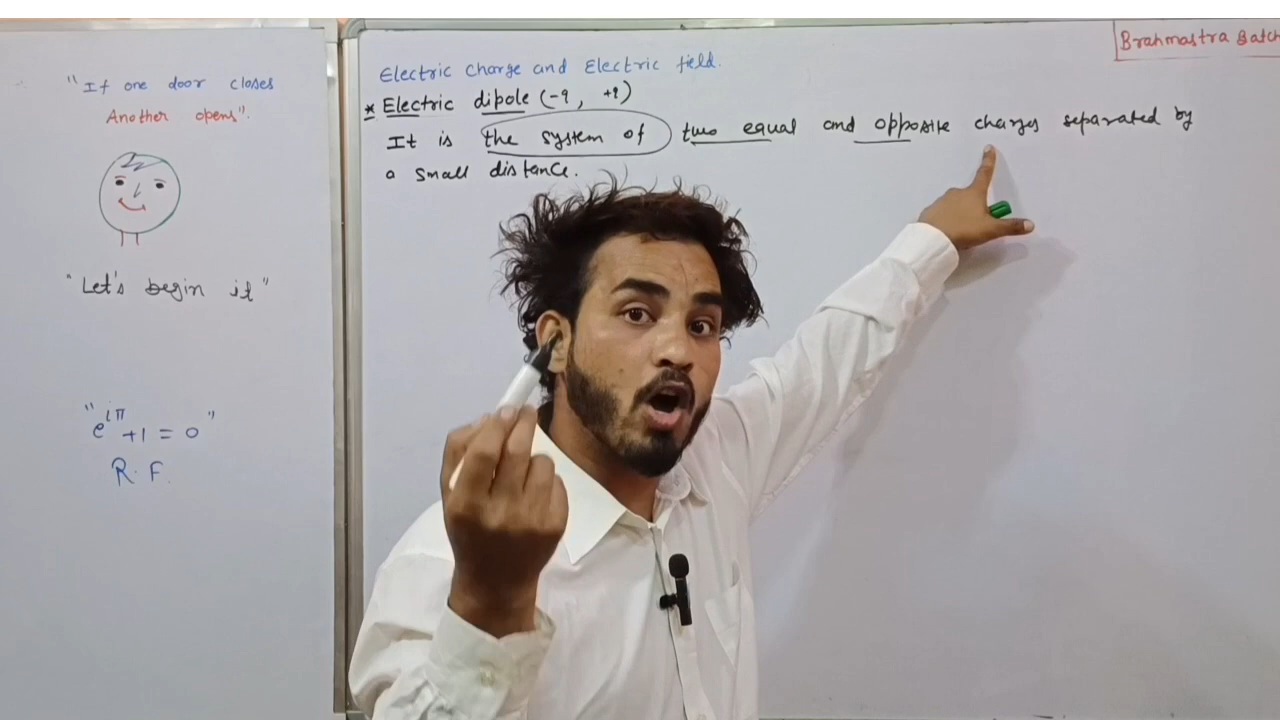 "If one door closes
Another opens".
"Let's begin it"
"e^iπ +1 = 0"
R. F.
Brahmastra Batch
Electric charge and Electric field.
* Electric dipole (-q, +q)
It is the system of two equal and opposite charges separated by
a small distance.